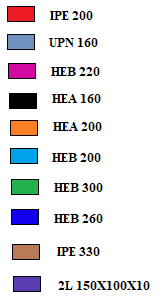 IPE 200
UPN 160
HEB 220
HEA 160
HEA 200
HEB 200
HEB 300
HEB 260
IPE 330
2L 150X100X10